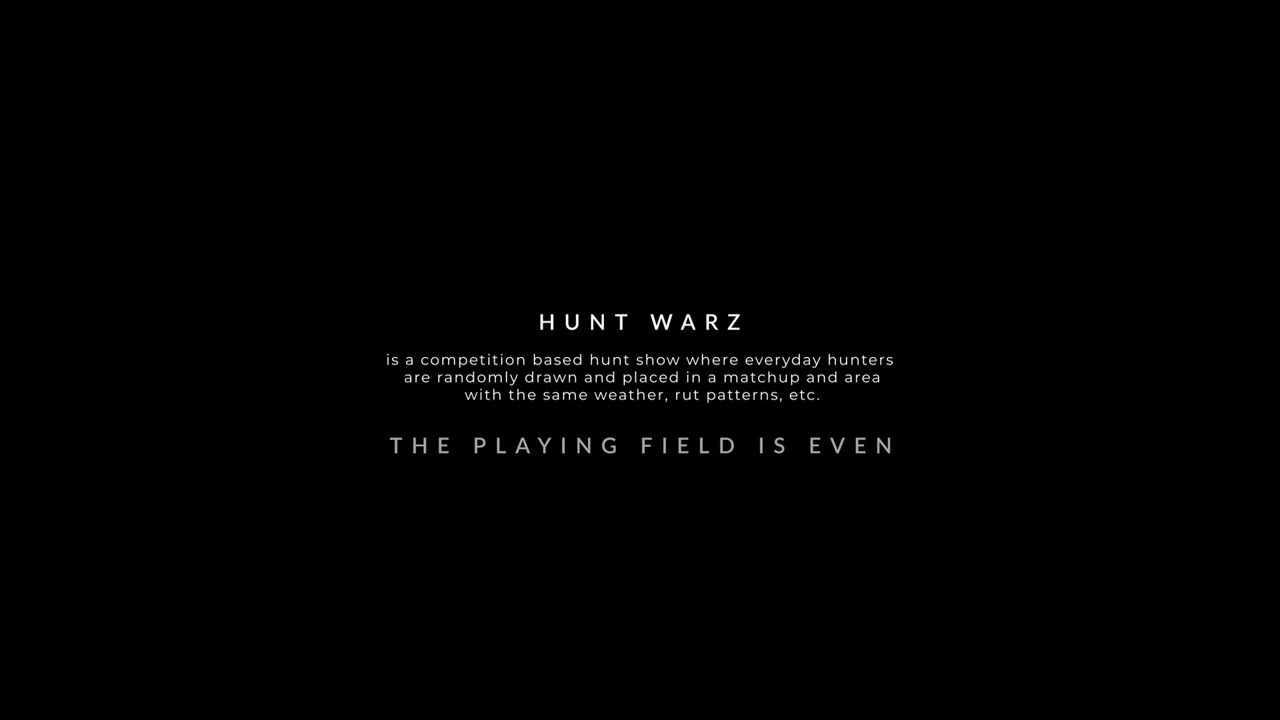 HUNT WARZ
is a competition based hunt show where everyday hunters
are randomly drawn and placed in a matchup and area
with the same weather, rut patterns, etc.
THE PLAYING FIELD IS EVEN